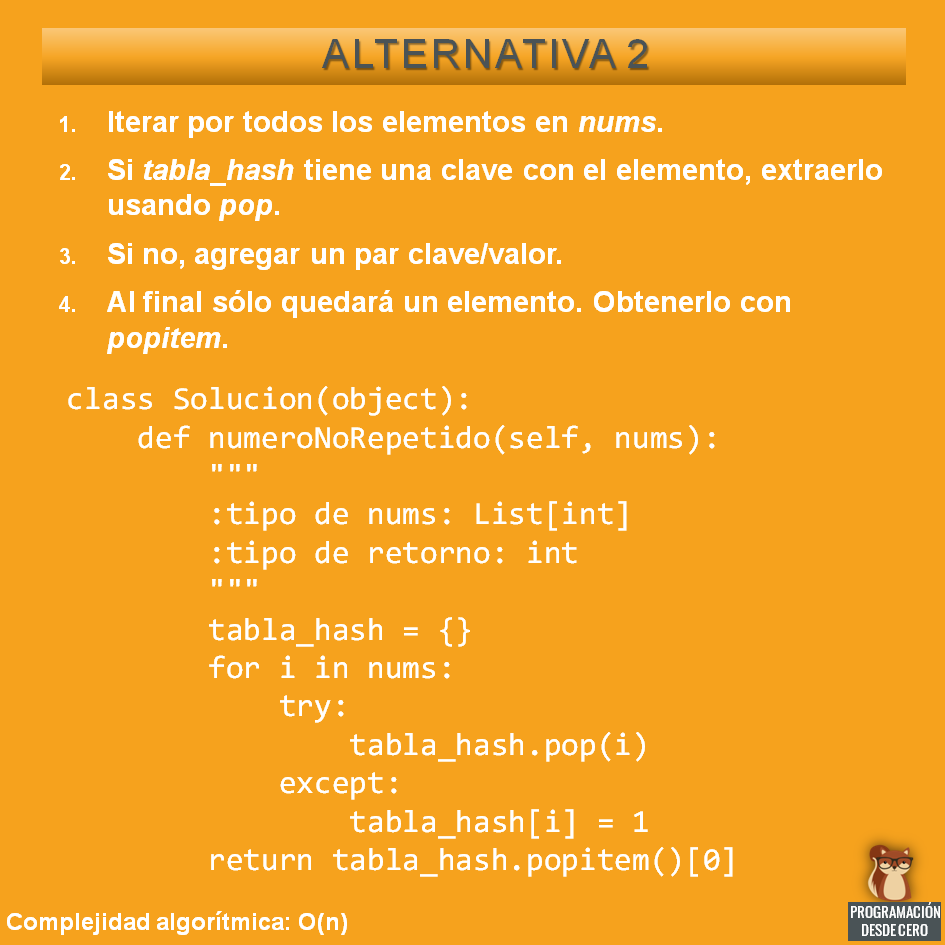 ALTERNATIVA 2
1. Iterar por todos los elementos en nums.
2. Si tabla_hash tiene una clave con el elemento, extraerlo
usando pop.
3. Si no, agregar un par clave/valor.
4. Al final sólo quedará un elemento. Obtenerlo con
popitem.
class Solucion(object):
    def numeroNoRepetido(self, nums):
        """
        :tipo de nums: List[int]
        :tipo de retorno: int
        """
        tabla_hash = {}
        for i in nums:
            try:
                tabla_hash.pop(i)
            except:
                tabla_hash[i] = 1
        return tabla_hash.popitem()[0]
Complejidad algorítmica: O(n)
PROGRAMACIÓN
DESDE CERO